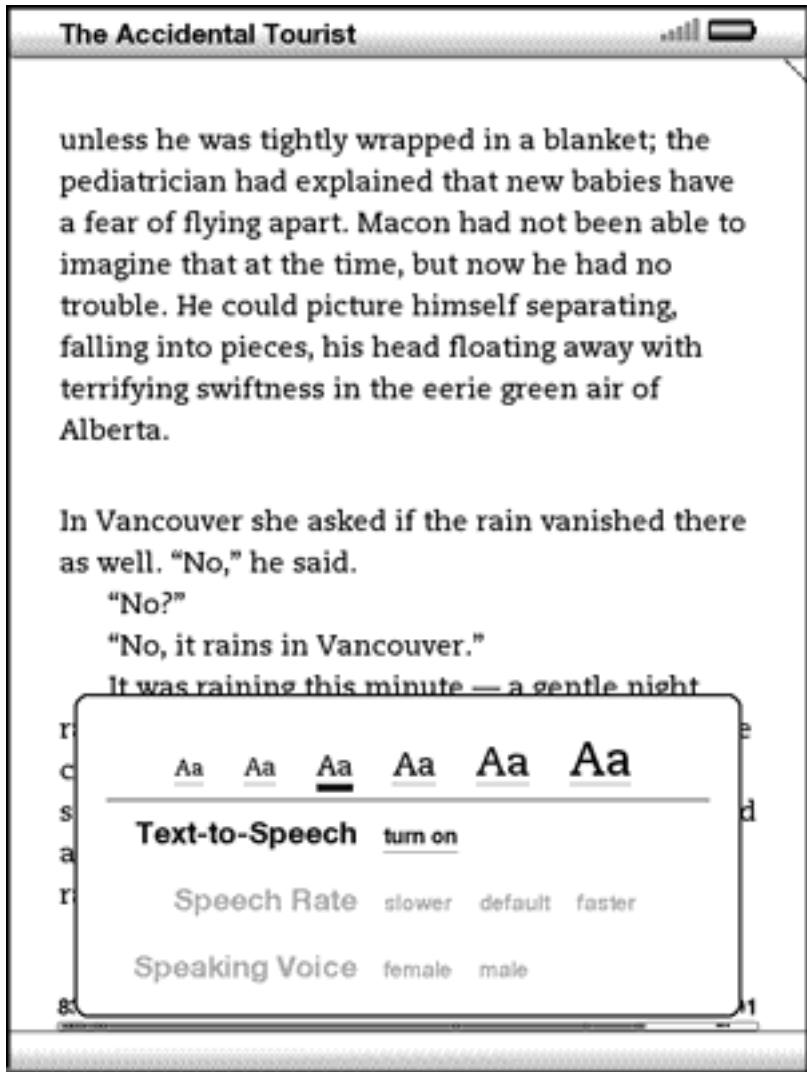 The Accidental Tourist
unless he was tightly wrapped in a blanket; the
pediatrician had explained that new babies have
a fear of flying apart. Macon had not been able to
imagine that at the time, but now he had no
trouble. He could picture himself separating,
falling into pieces, his head floating away with
terrifying swiftness in the eerie green air of
Alberta.
In Vancouver she asked if the rain vanished there
as well. “No,” he said.
“No?”
“No, it rains in Vancouver.”
It was raining this minute — a gentle night
Aa Aa Aa Aa Aa Aa
Text-to-Speech turn on
Speech Rate slower default faster
Speaking Voice female male